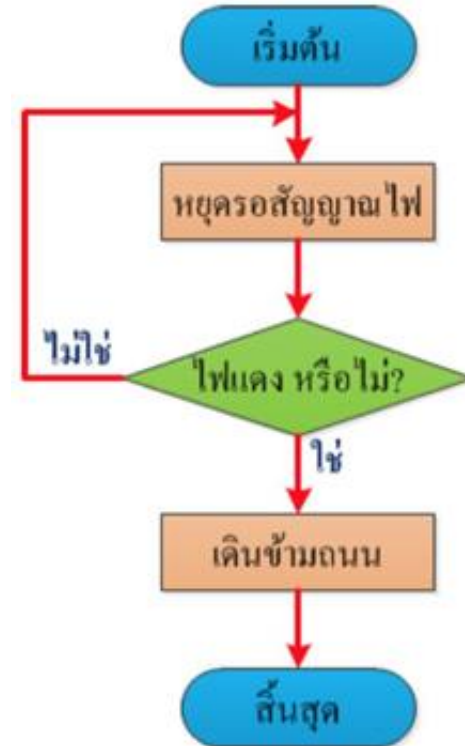 เริ่มต้น
หยุดรอสัญญาณไฟ
ไฟแดง หรือไม่?
ไม่ใช่
ใช่
เดินข้ามถนน
สิ้นสุด